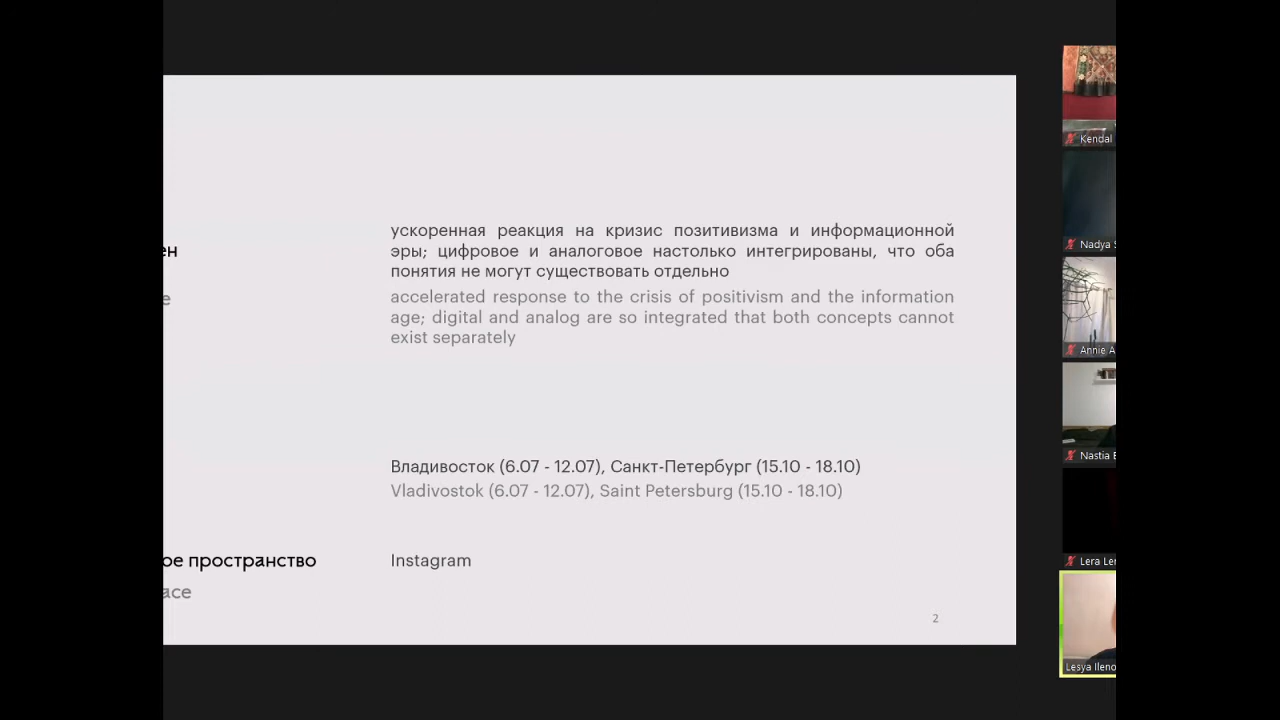 ускоренная реакция на кризис позитивизма и информационной
эры; цифровое и аналоговое настолько интегрированы, что оба
понятия не могут существовать отдельно
accelerated response to the crisis of positivism and the information
age; digital and analog are so integrated that both concepts cannot
exist separately
ен
e
Владивосток (6.07 - 12.07), Санкт-Петербург (15.10 - 18.10)
Vladivostok (6.07 - 12.07), Saint Petersburg (15.10 - 18.10)
ое пространство
Instagram
ace
2
Kendal
Nadya S
Annie A
Nastia E
Lera Ler
Lesya Ileno